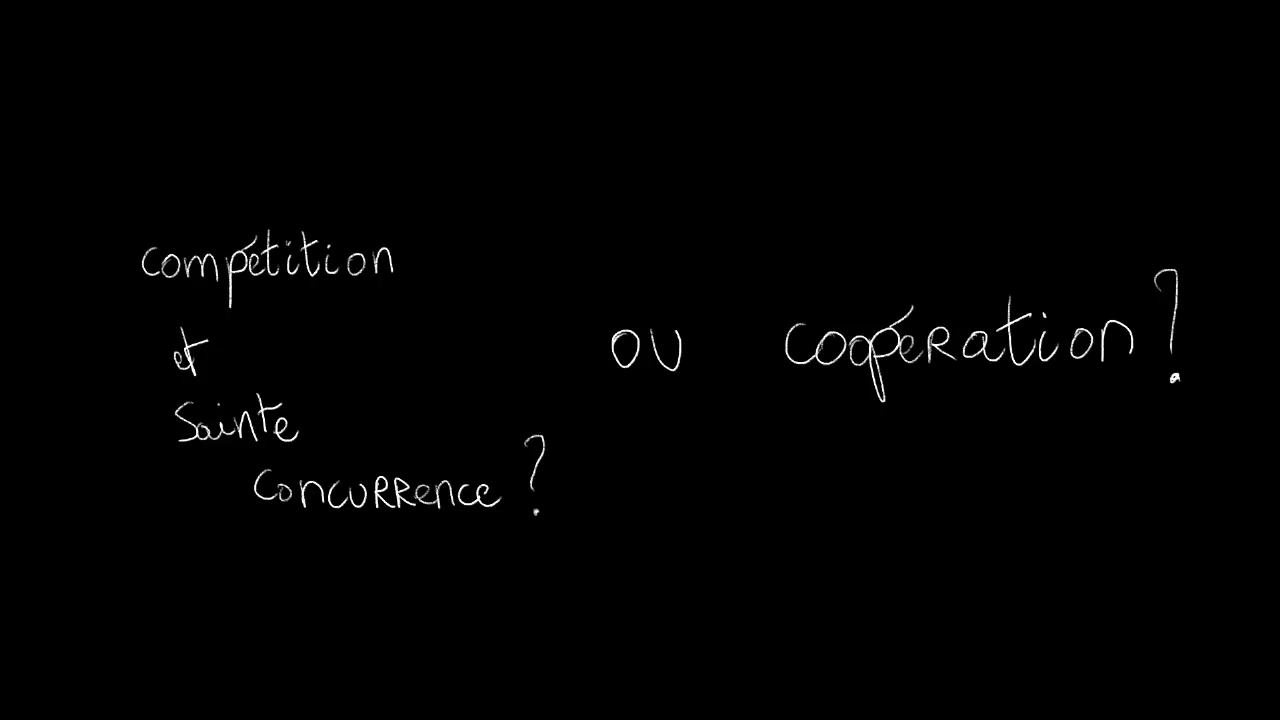 compétition
et
Sainte
concurrence ?
ou coopération ?